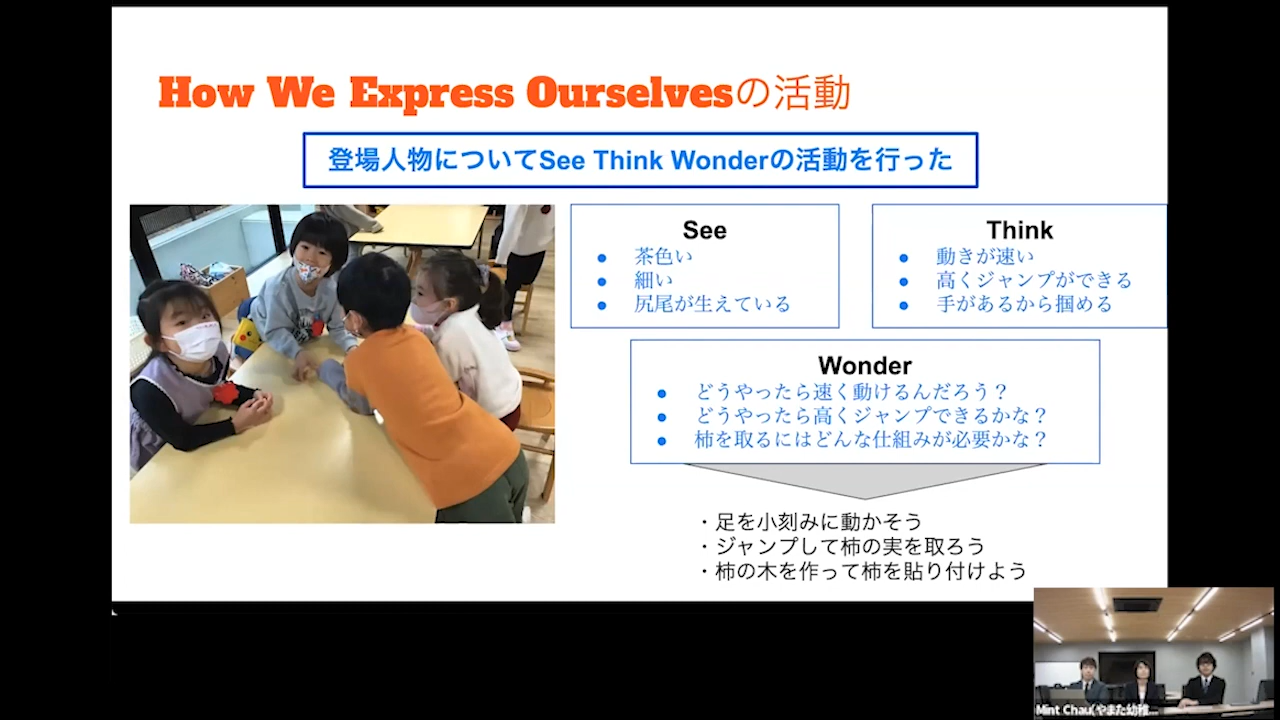 How We Express Ourselvesの活動
登場人物についてSee Think Wonderの活動を行った
See
● 茶色い
● 細い
● 尻尾が生えている
Think
● 動きが速い
● 高くジャンプができる
● 手があるから掴める
Wonder
● どうやったら速く動けるんだろう？
● どうやったら高くジャンプできるかな？
● 柿を取るにはどんな仕組みが必要かな？
・足を小刻みに動かそう
・ジャンプして柿の実を取ろう
・柿の木を作って柿を貼り付けよう
Mint Chau(やまた幼稚...